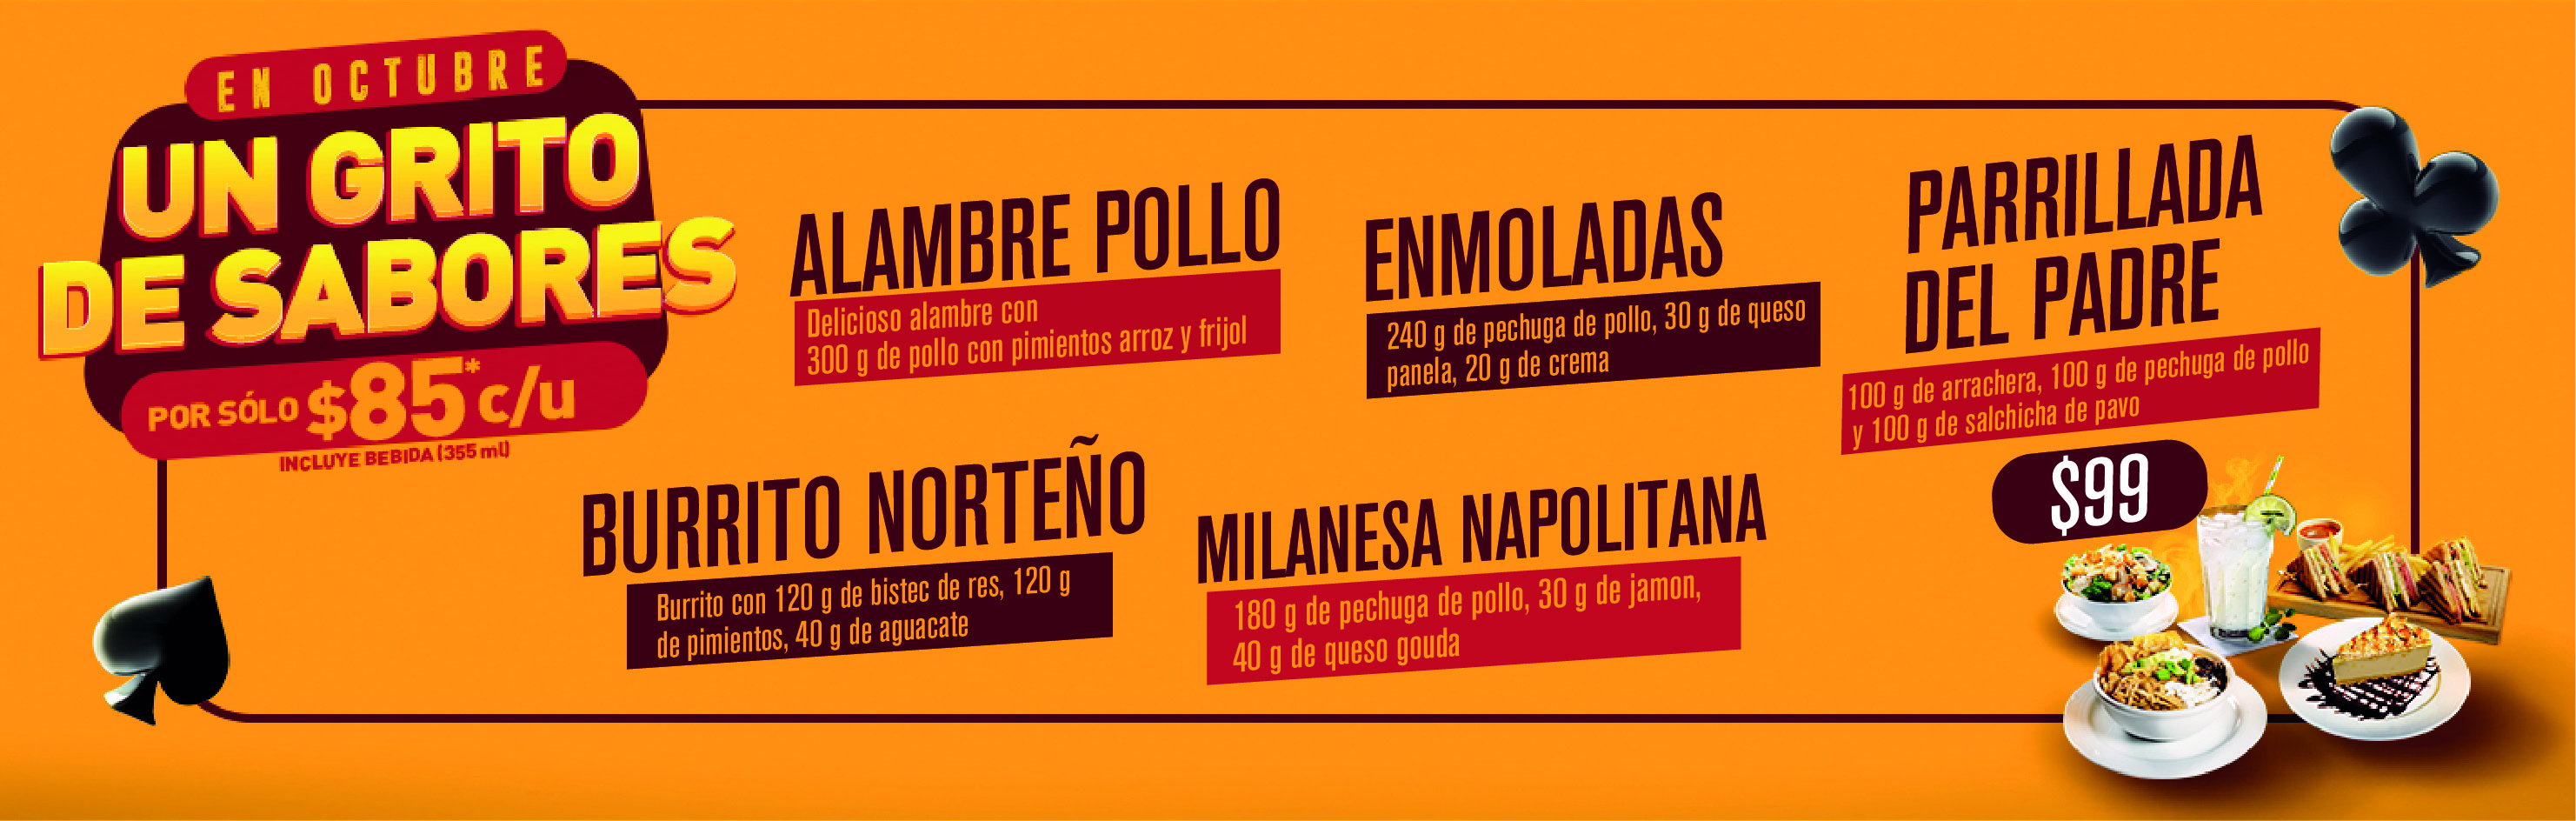 EN OCTUBRE
UN GRITO
DE SABORES
POR SÓLO $85* c/u
INCLUYE BEBIDA (355 ml)
ALAMBRE POLLO
Delicioso alambre con
300 g de pollo con pimientos arroz y frijol
ENMOLADAS
240 g de pechuga de pollo, 30 g de queso
panela, 20 g de crema
PARRILLADA
DEL PADRE
100 g de arrachera, 100 g de pechuga de pollo
y 100 g de salchicha de pavo
$99
BURRITO NORTEÑO
Burrito con 120 g de bistec de res, 120 g
de pimientos, 40 g de aguacate
MILANESA NAPOLITANA
180 g de pechuga de pollo, 30 g de jamon,
40 g de queso gouda